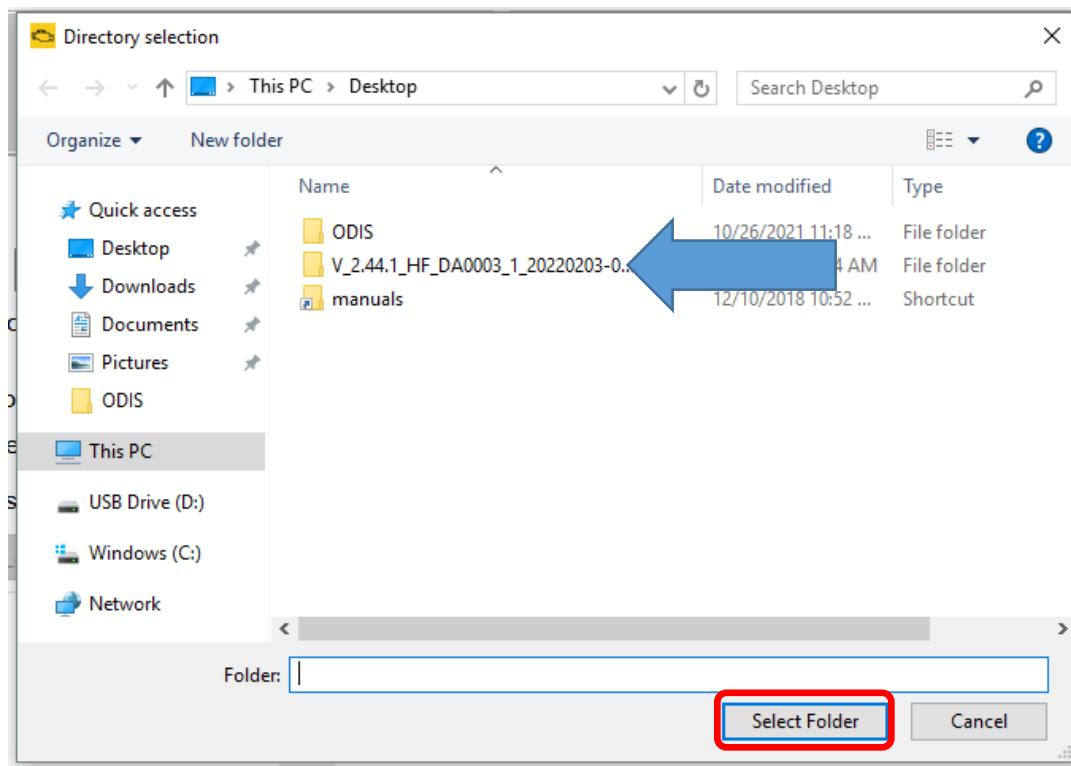 Directory selection
This PC > Desktop
Search Desktop
Organize
New folder
Name
Date modified
Type
Quick access
Desktop
Downloads
Documents
Pictures
ODIS
This PC
USB Drive (D:)
Windows (C:)
Network
ODIS 10/26/2021 11:18 ... File folder
V_2.44.1_HF_DA0003_1_20220203-0... 4 AM File folder
manuals 12/10/2018 10:52 ... Shortcut
Folder:
Select Folder
Cancel